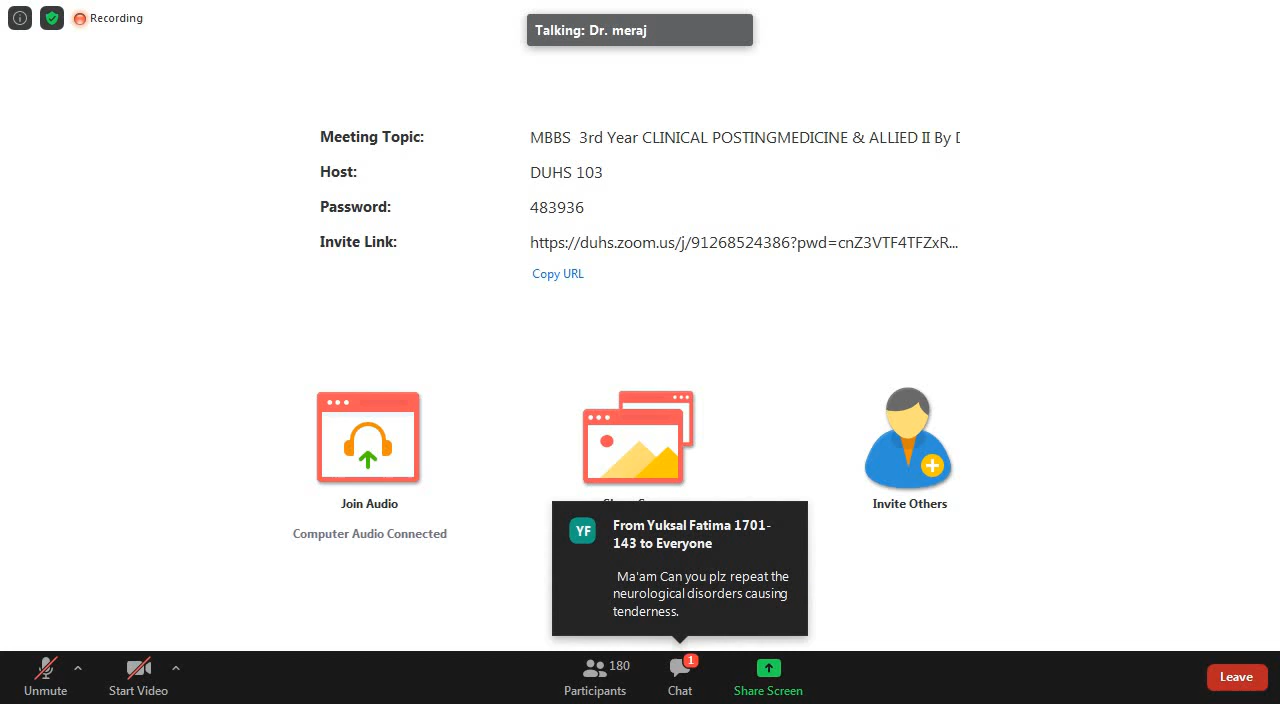 Recording
Talking: Dr. meraj
Meeting Topic:
MBBS  3rd Year CLINICAL POSTINGMEDICINE & ALLIED II By
Host:
DUHS 103
Password:
483936
Invite Link:
https://duhs.zoom.us/j/91268524386?pwd=cnZ3VTF4TFZxR...
Copy URL
Join Audio
Invite Others
Computer Audio Connected
YF
From Yuksal Fatima 1701-
143 to Everyone
Ma'am Can you plz repeat the
neurological disorders causing
tenderness.
Unmute
Start Video
180
Participants
1
Chat
Share Screen
Leave